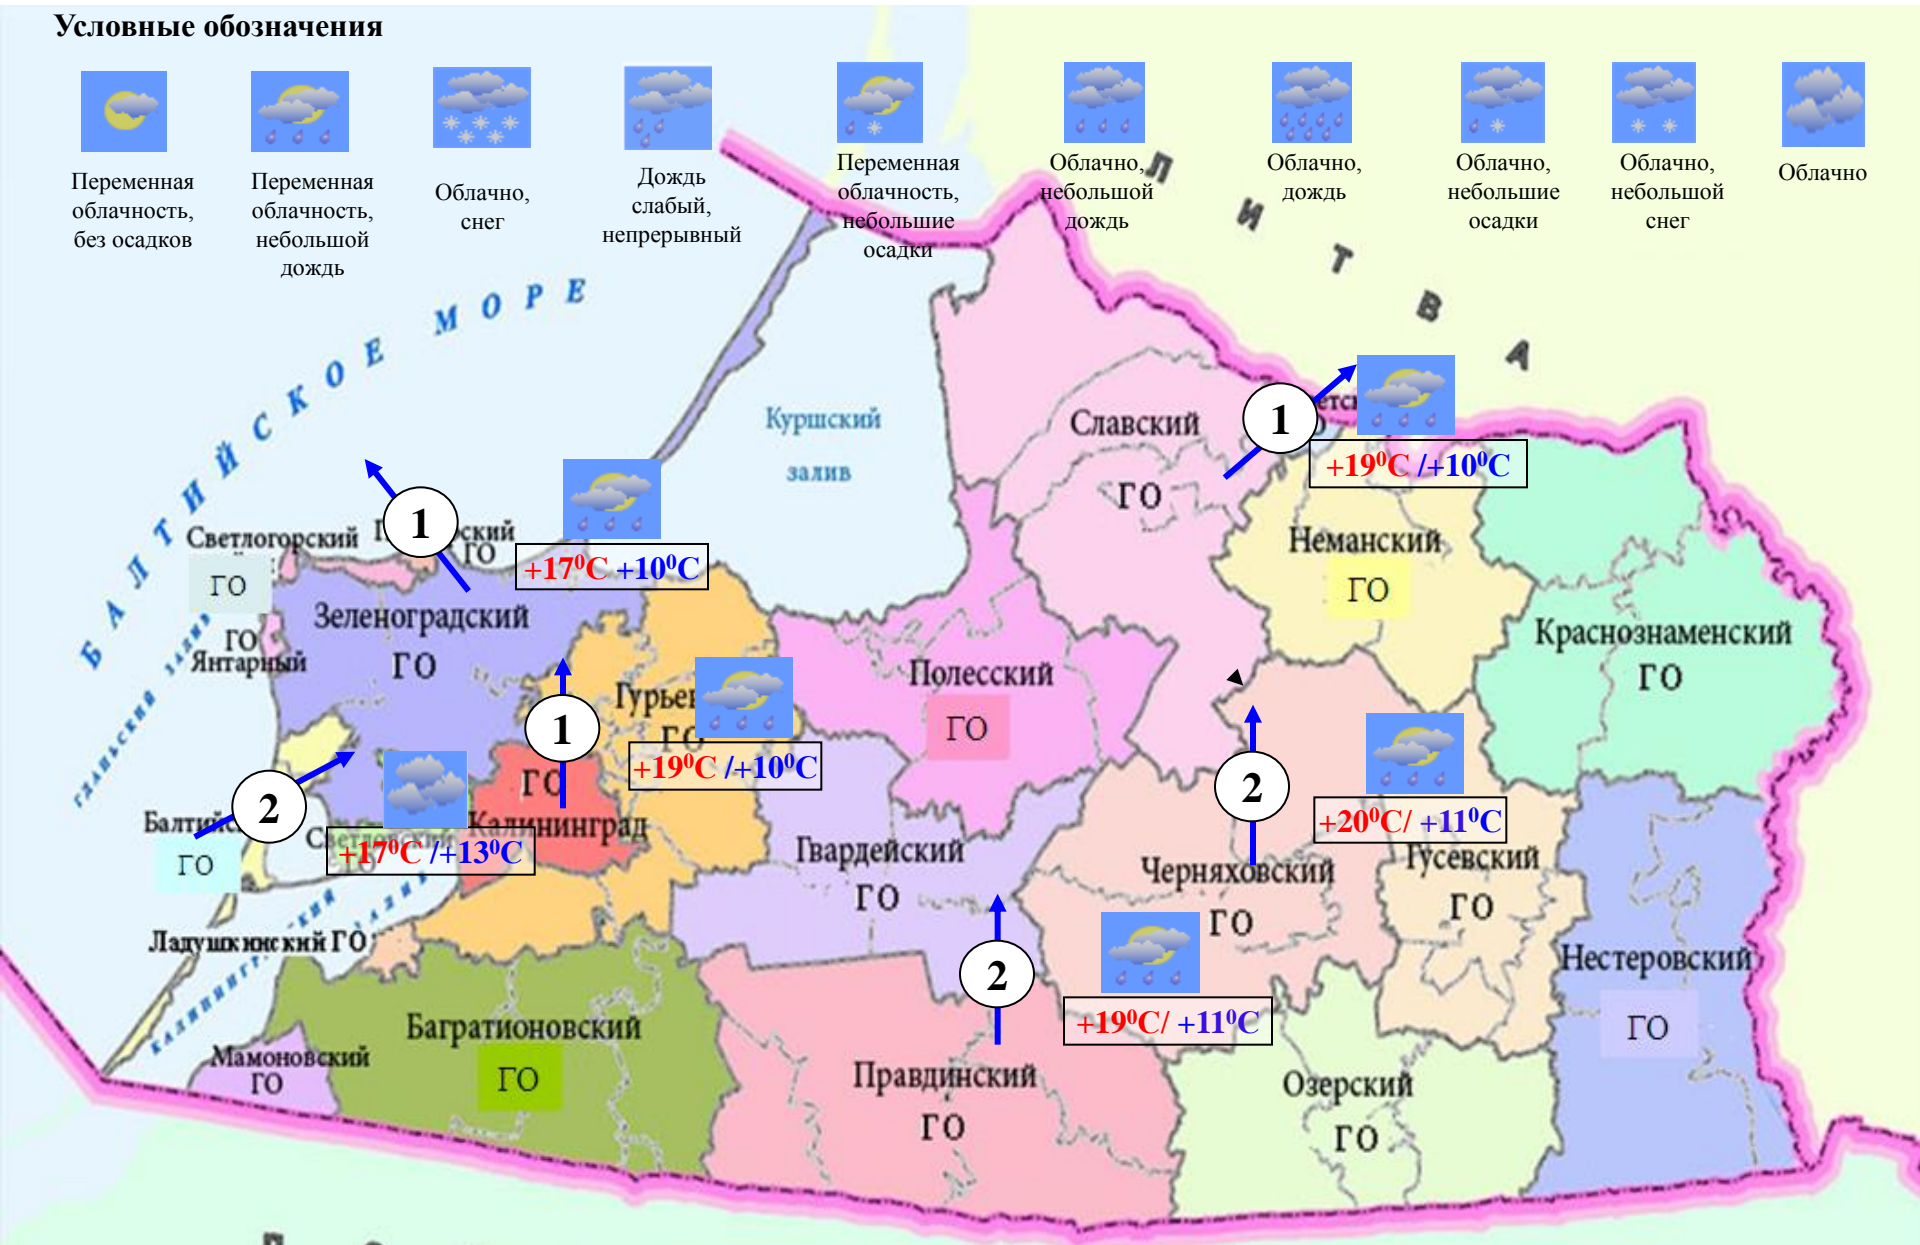 Условные обозначения
Переменная
облачность,
без осадков
Переменная
облачность,
небольшой
дождь
Облачно,
снег
Дождь
слабый,
непрерывный
Переменная
облачность,
небольшие
осадки
Облачно,
небольшой
дождь
Облачно,
дождь
Облачно,
небольшие
осадки
Облачно,
небольшой
снег
Облачно
ЛИТВА
БАЛТИЙСКОЕ МОРЕ
Куршский
залив
Славский
ГО
1
+19⁰С /+10⁰С
Неманский
ГО
Краснознаменский
ГО
1
Светлогорский
ГО
ГО
+17⁰С +10⁰С
Зеленоградский
ГО
ГО
Янтарный
1
ГО
+19⁰С /+10⁰С
Полесский
ГО
2
ГО
+17⁰С /+13⁰С
ГО
Калининград
Гвардейский
ГО
2
+20⁰С/ +11⁰С
Черняховский
ГО
Гусевский
ГО
Ладушкинский ГО
2
+19⁰С/ +11⁰С
Нестеровский
ГО
Мамоновский
ГО
Багратионовский
ГО
Правдинский
ГО
Озерский
ГО